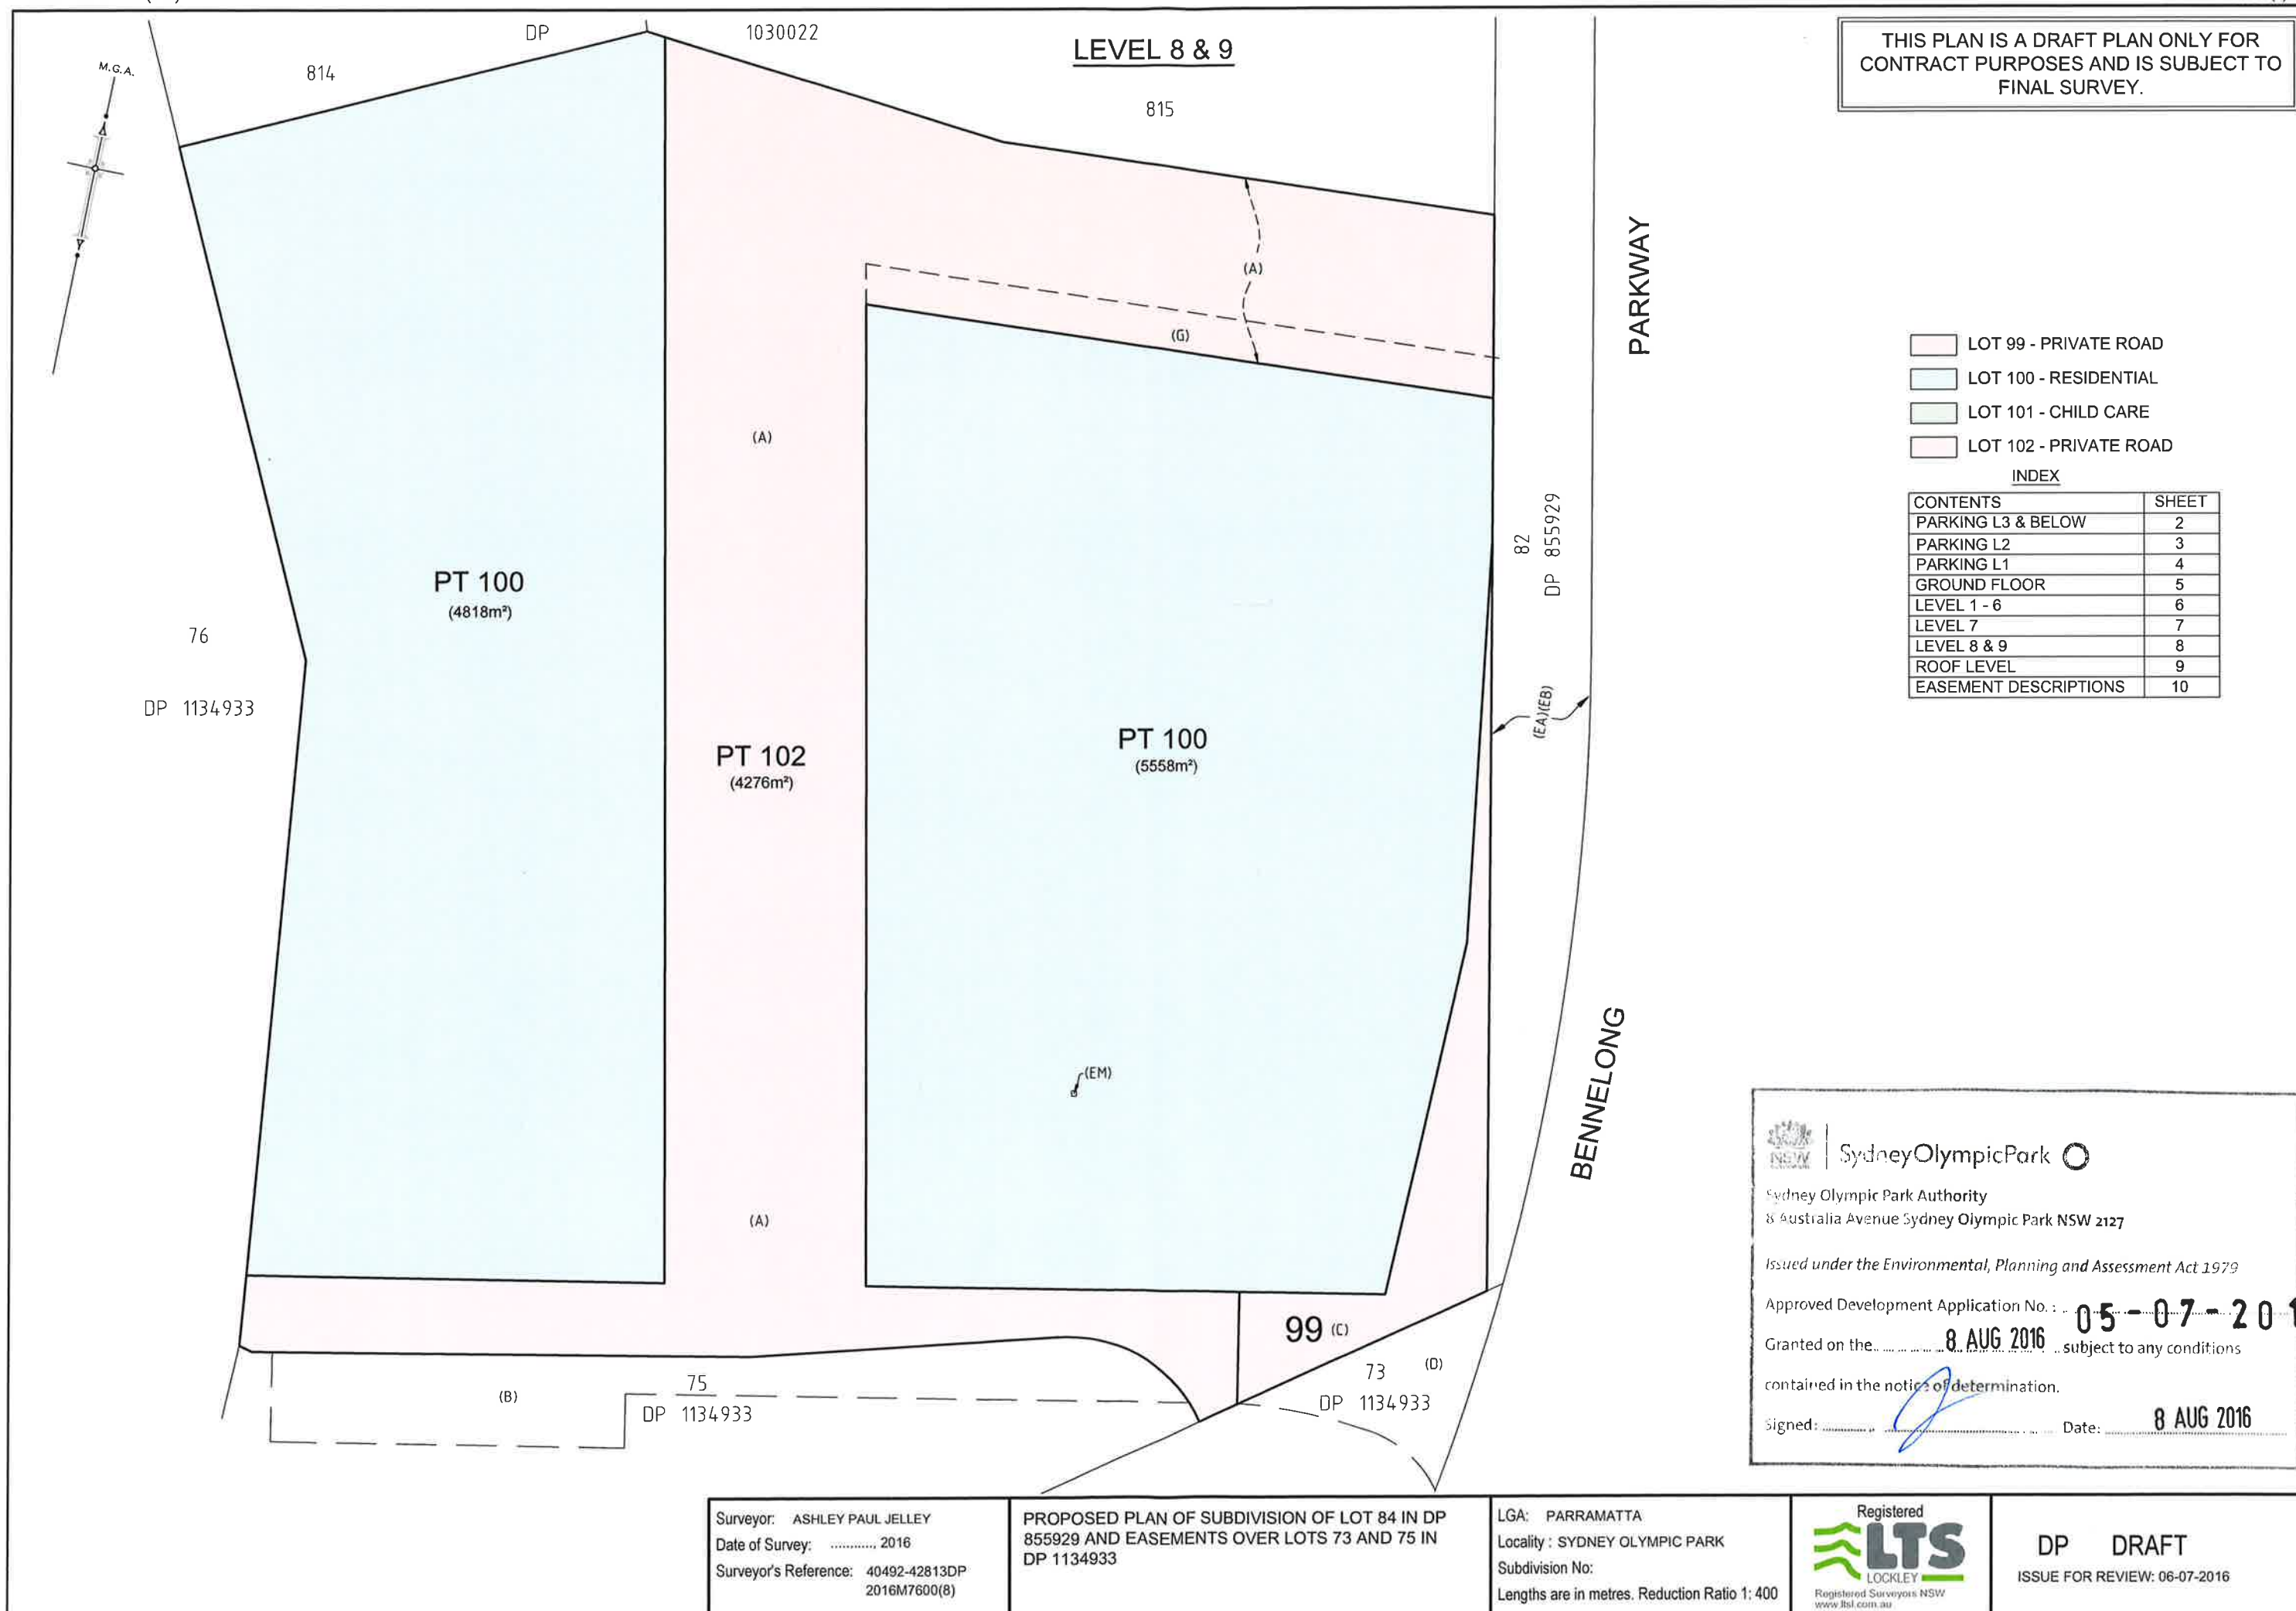 DP 1030022
LEVEL 8 & 9
THIS PLAN IS A DRAFT PLAN ONLY FOR
CONTRACT PURPOSES AND IS SUBJECT TO
FINAL SURVEY.
M.G.A.
814
815
(A)
(G)
PARKWAY
LOT 99 - PRIVATE ROAD
LOT 100 - RESIDENTIAL
LOT 101 - CHILD CARE
LOT 102 - PRIVATE ROAD
INDEX
CONTENTS SHEET
PARKING L3 & BELOW 2
PARKING L2 3
PARKING L1 4
GROUND FLOOR 5
LEVEL 1 - 6 6
LEVEL 7 7
LEVEL 8 & 9 8
ROOF LEVEL 9
EASEMENT DESCRIPTIONS 10
(A)
82
DP 855929
PT 100
(4818m²)
76
DP 1134933
PT 102
(4276m²)
PT 100
(5558m²)
(EA)(EB)
(EM)
BENNELONG
(A)
99 (C)
73 (D)
DP 1134933
(B)
75
DP 1134933
NSW
SydneyOlympicPark
Sydney Olympic Park Authority
8 Australia Avenue Sydney Olympic Park NSW 2127
Issued under the Environmental, Planning and Assessment Act 1979
Approved Development Application No.: 05-07-201
Granted on the 8 AUG 2016 subject to any conditions
contained in the notice of determination.
Signed: Date: 8 AUG 2016
Surveyor: ASHLEY PAUL JELLEY
Date of Survey: ..........., 2016
Surveyor's Reference: 40492-42813DP
2016M7600(8)
PROPOSED PLAN OF SUBDIVISION OF LOT 84 IN DP
855929 AND EASEMENTS OVER LOTS 73 AND 75 IN
DP 1134933
LGA: PARRAMATTA
Locality : SYDNEY OLYMPIC PARK
Subdivision No:
Lengths are in metres. Reduction Ratio 1: 400
Registered
LTS
LOCKLEY
Registered Surveyors NSW
www.ltsl.com.au
DP DRAFT
ISSUE FOR REVIEW: 06-07-2016